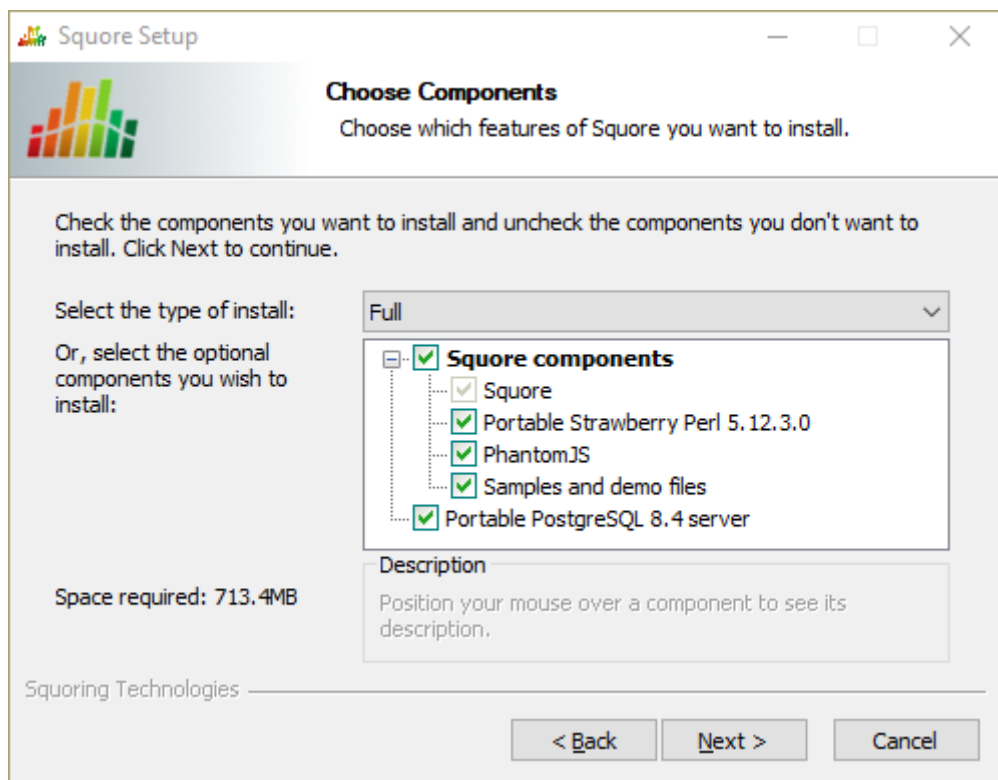 Squore Setup
Choose Components
Choose which features of Squore you want to install.
Check the components you want to install and uncheck the components you don't want to
install. Click Next to continue.
Select the type of install:
Full
Or, select the optional
components you wish to
install:
Squore components
Squore
Portable Strawberry Perl 5.12.3.0
PhantomJS
Samples and demo files
Portable PostgreSQL 8.4 server
Space required: 713.4MB
Description
Position your mouse over a component to see its
description.
Squoring Technologies
< Back
Next >
Cancel